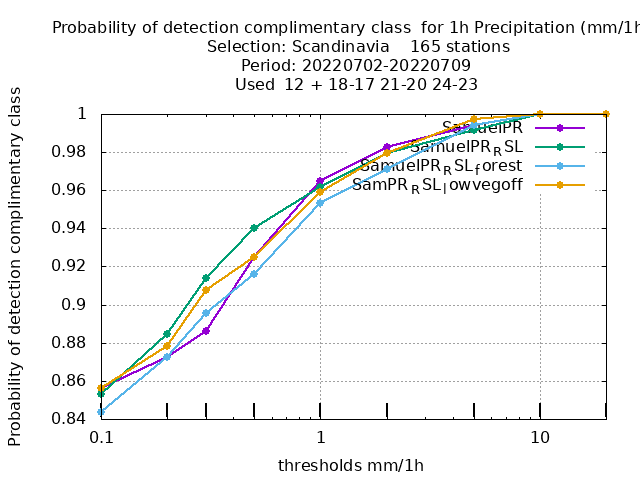 Probability of detection complimentary class for 1h Precipitation (mm/1h
Selection: Scandinavia 165 stations
Period: 20220702-20220709
Used 12 + 18-17 21-20 24-23
Probability of detection complimentary class
1
0.98
0.96
0.94
0.92
0.9
0.88
0.86
0.84
SamuelPR
SamuelPR_RSL
SamuelPR_RSL_forest
SamPR_RSL_lowvegoff
0.1
1
10
thresholds mm/1h